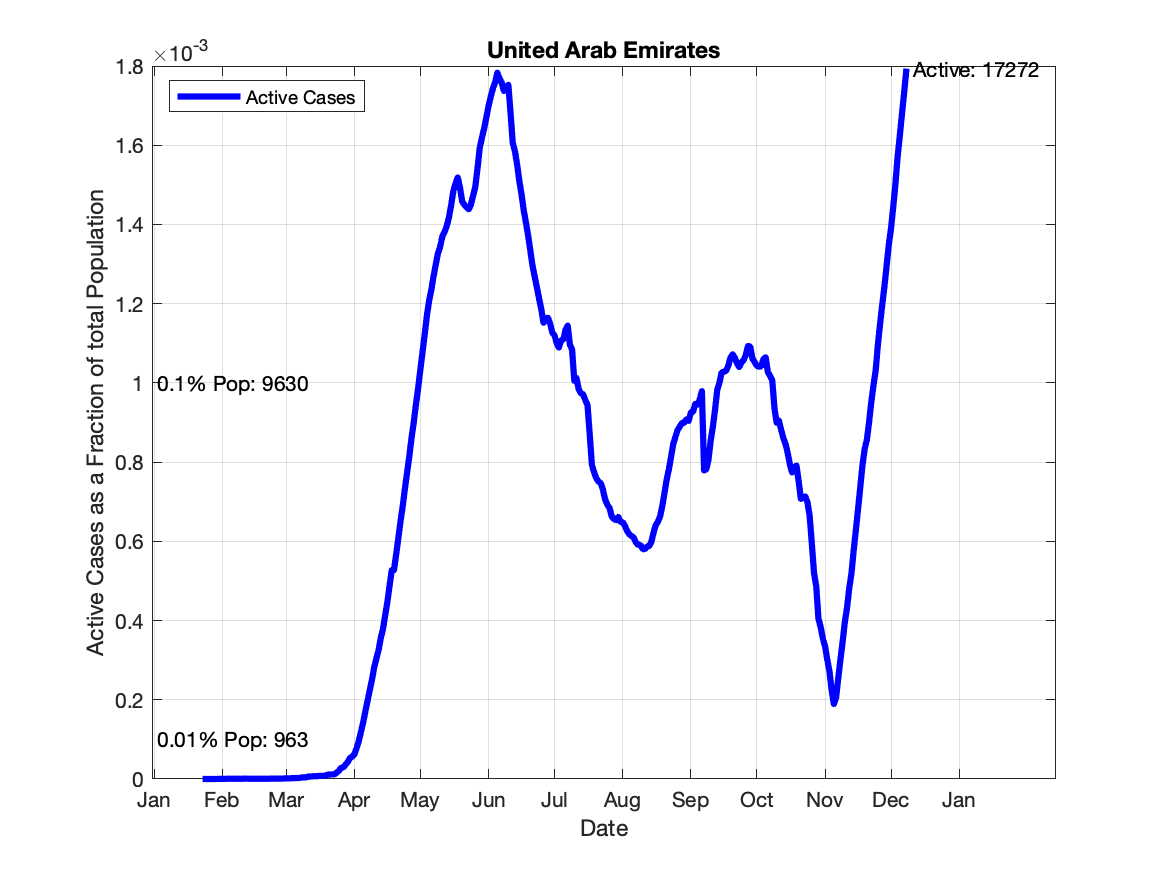 ×10-3
United Arab Emirates
1.8
Active: 17272
Active Cases
1.6
1.4
1.2
1
0.1% Pop: 9630
0.8
0.6
0.4
0.2
0.01% Pop: 963
0
Active Cases as a Fraction of total Population
Jan Feb Mar Apr May Jun Jul Aug Sep Oct Nov Dec Jan
Date